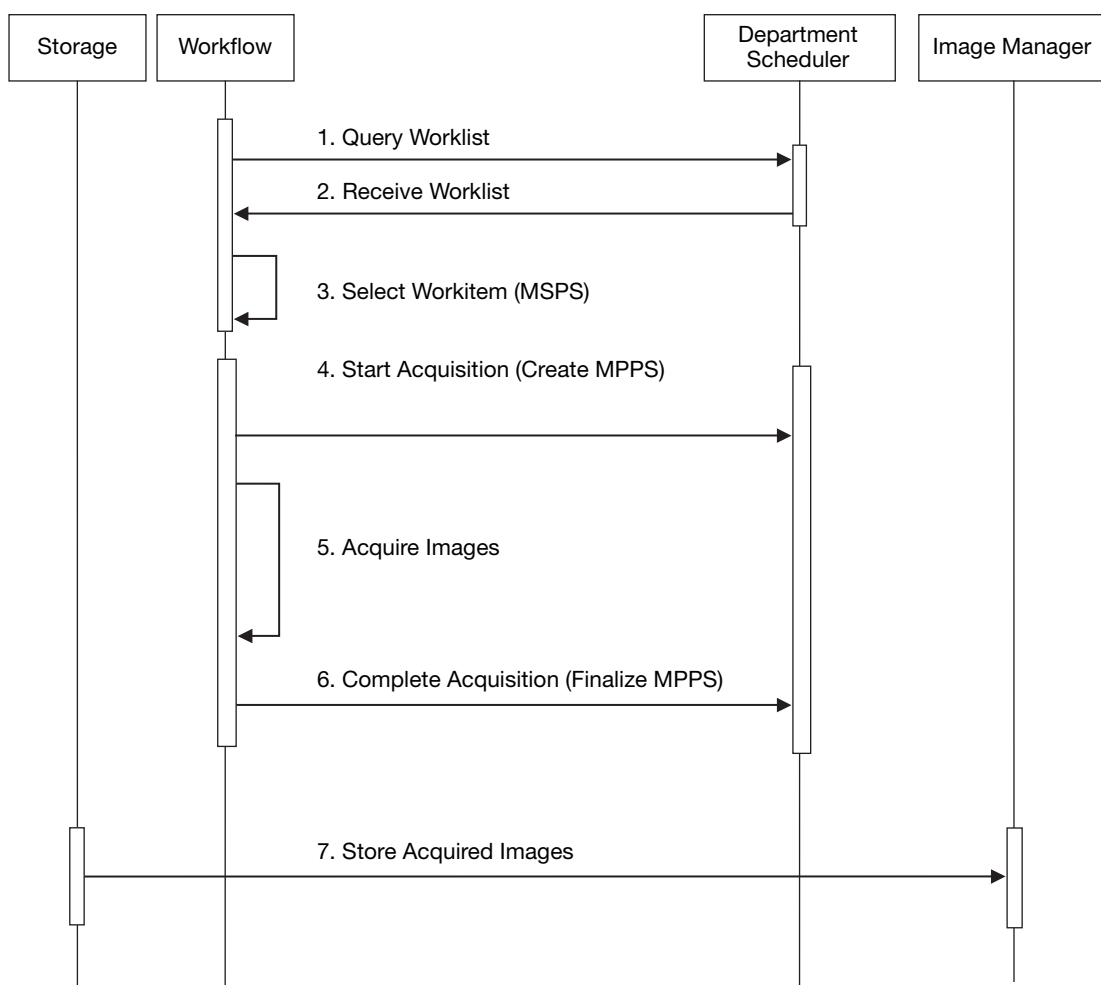 Storage
Workflow
Department
Scheduler
Image Manager
1. Query Worklist
2. Receive Worklist
3. Select Workitem (MSPS)
4. Start Acquisition (Create MPPS)
5. Acquire Images
6. Complete Acquisition (Finalize MPPS)
7. Store Acquired Images